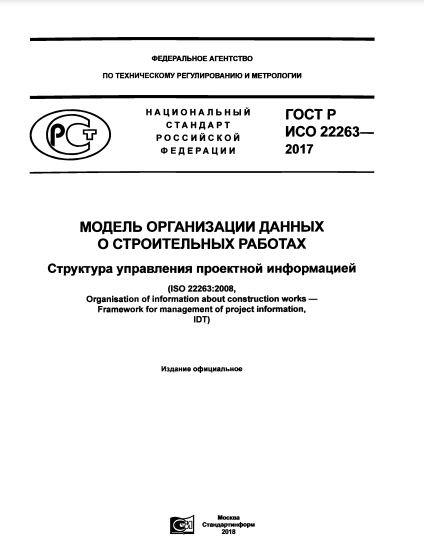 ФЕДЕРАЛЬНОЕ АГЕНТСТВО
ПО ТЕХНИЧЕСКОМУ РЕГУЛИРОВАНИЮ И МЕТРОЛОГИИ
РСТ
НАЦИОНАЛЬНЫЙ
СТАНДАРТ
РОССИЙСКОЙ
ФЕДЕРАЦИИ
ГОСТ Р
ИСО 22263—
2017
МОДЕЛЬ ОРГАНИЗАЦИИ ДАННЫХ
О СТРОИТЕЛЬНЫХ РАБОТАХ
Структура управления проектной информацией
(ISO 22263:2008,
Organisation of information about construction works —
Framework for management of project information,
IDT)
Издание официальное
Москва
Стандартинформ
2018